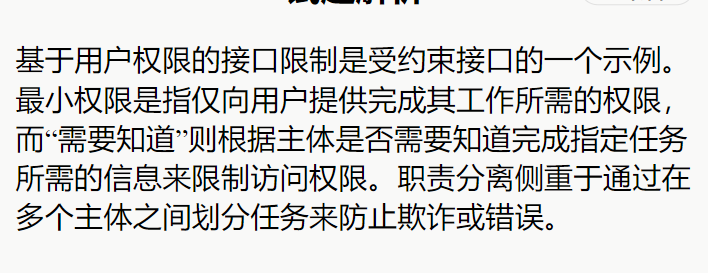 基于用户权限的接口限制是受约束接口的一个示例。
最小权限是指仅向用户提供完成其工作所需的权限，
而“需要知道”则根据主体是否需要知道完成指定任务
所需的信息来限制访问权限。职责分离侧重于通过在
多个主体之间划分任务来防止欺诈或错误。